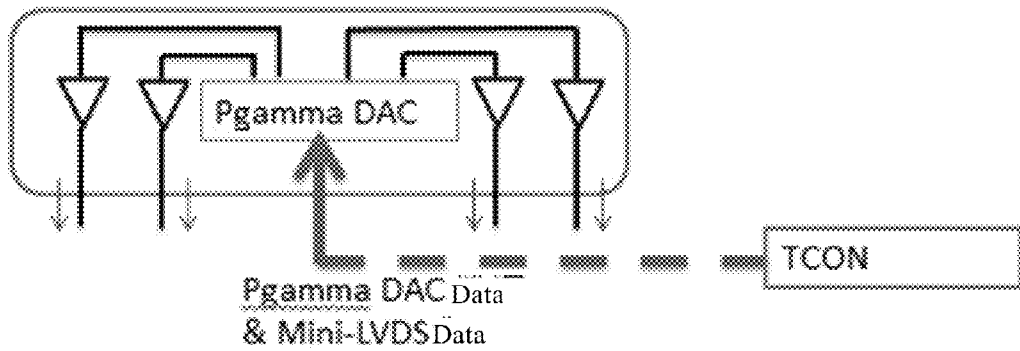 Pgamma DAC
TCON
Pgamma DAC Data
& Mini-LVDS Data